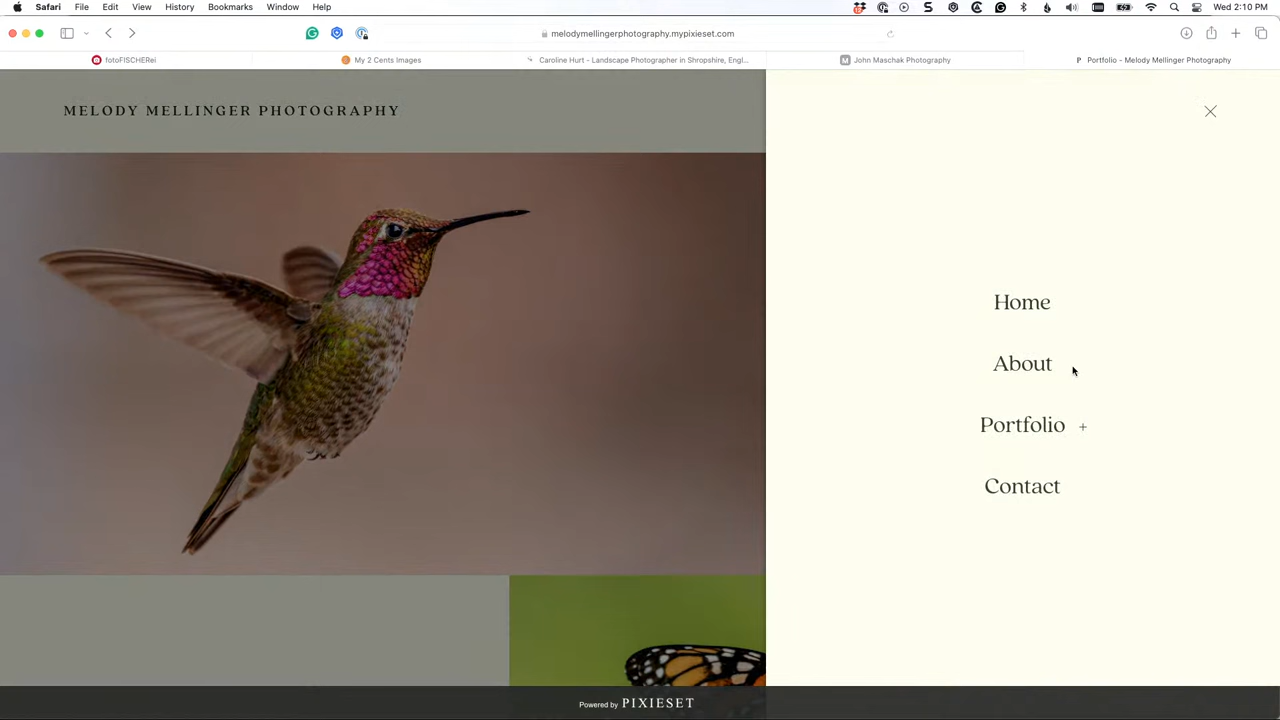 Safari File Edit View History Bookmarks Window Help Wed 2:10 PM
melodymellingerphotography.mypixieset.com
fotoFISCHERei My 2 Cents Images Caroline Hurt - Landscape Photographer in Shropshire, Engl... M John Maschak Photography P Portfolio - Melody Mellinger Photography
MELODY MELLINGER PHOTOGRAPHY
Home
About
Portfolio +
Contact
Powered by PIXIESET